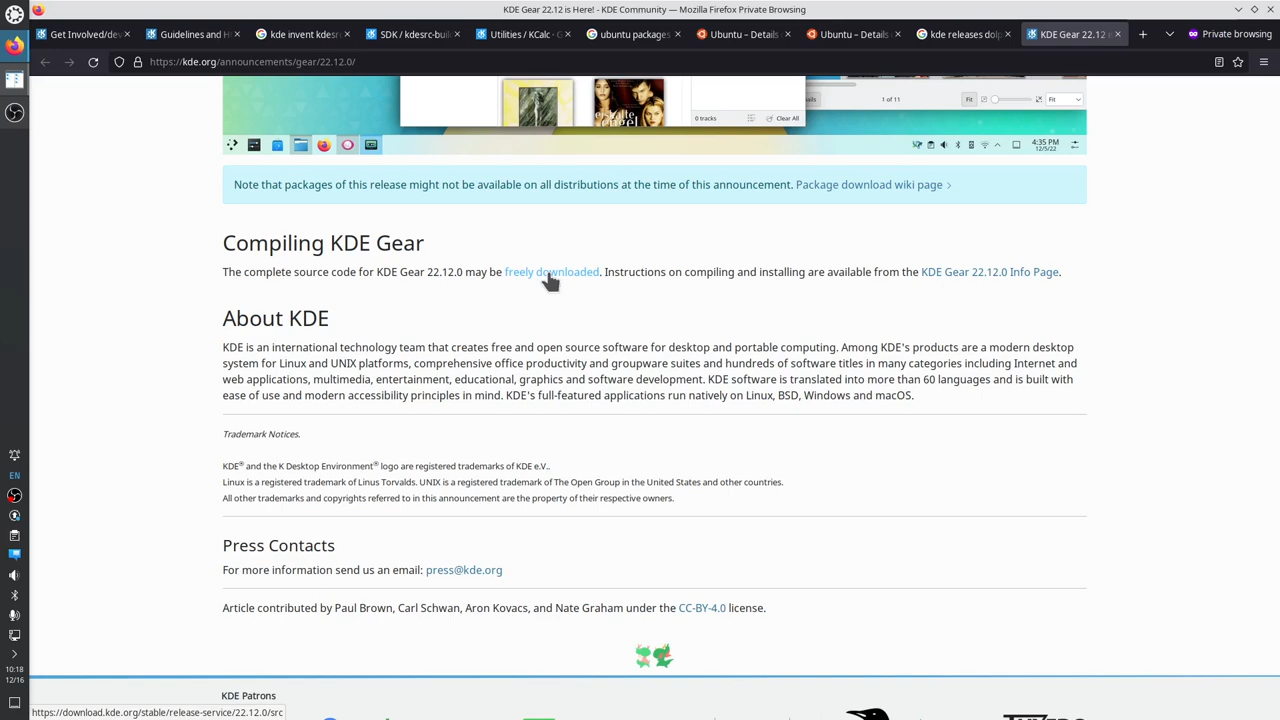 KDE Gear 22.12 is Here! - KDE Community — Mozilla Firefox Private Browsing
Get Involved/dev
Guidelines and H
kde invent kdesr
SDK / kdesrc-buil
Utilities / KCalc · G
ubuntu packages
Ubuntu – Details
Ubuntu – Details
kde releases dolp
KDE Gear 22.12 i
Private browsing
https://kde.org/announcements/gear/22.12.0/
0 tracks
Clear All
1 of 11
Fit
Fit
4:35 PM
12/5/22
Note that packages of this release might not be available on all distributions at the time of this announcement. Package download wiki page
Compiling KDE Gear
The complete source code for KDE Gear 22.12.0 may be freely downloaded. Instructions on compiling and installing are available from the KDE Gear 22.12.0 Info Page.
About KDE
KDE is an international technology team that creates free and open source software for desktop and portable computing. Among KDE's products are a modern desktop
system for Linux and UNIX platforms, comprehensive office productivity and groupware suites and hundreds of software titles in many categories including Internet and
web applications, multimedia, entertainment, educational, graphics and software development. KDE software is translated into more than 60 languages and is built with
ease of use and modern accessibility principles in mind. KDE's full-featured applications run natively on Linux, BSD, Windows and macOS.
Trademark Notices.
KDE® and the K Desktop Environment® logo are registered trademarks of KDE e.V..
Linux is a registered trademark of Linus Torvalds. UNIX is a registered trademark of The Open Group in the United States and other countries.
All other trademarks and copyrights referred to in this announcement are the property of their respective owners.
Press Contacts
For more information send us an email: press@kde.org
Article contributed by Paul Brown, Carl Schwan, Aron Kovacs, and Nate Graham under the CC-BY-4.0 license.
KDE Patrons
https://download.kde.org/stable/release-service/22.12.0/src
EN
10:18
12/16